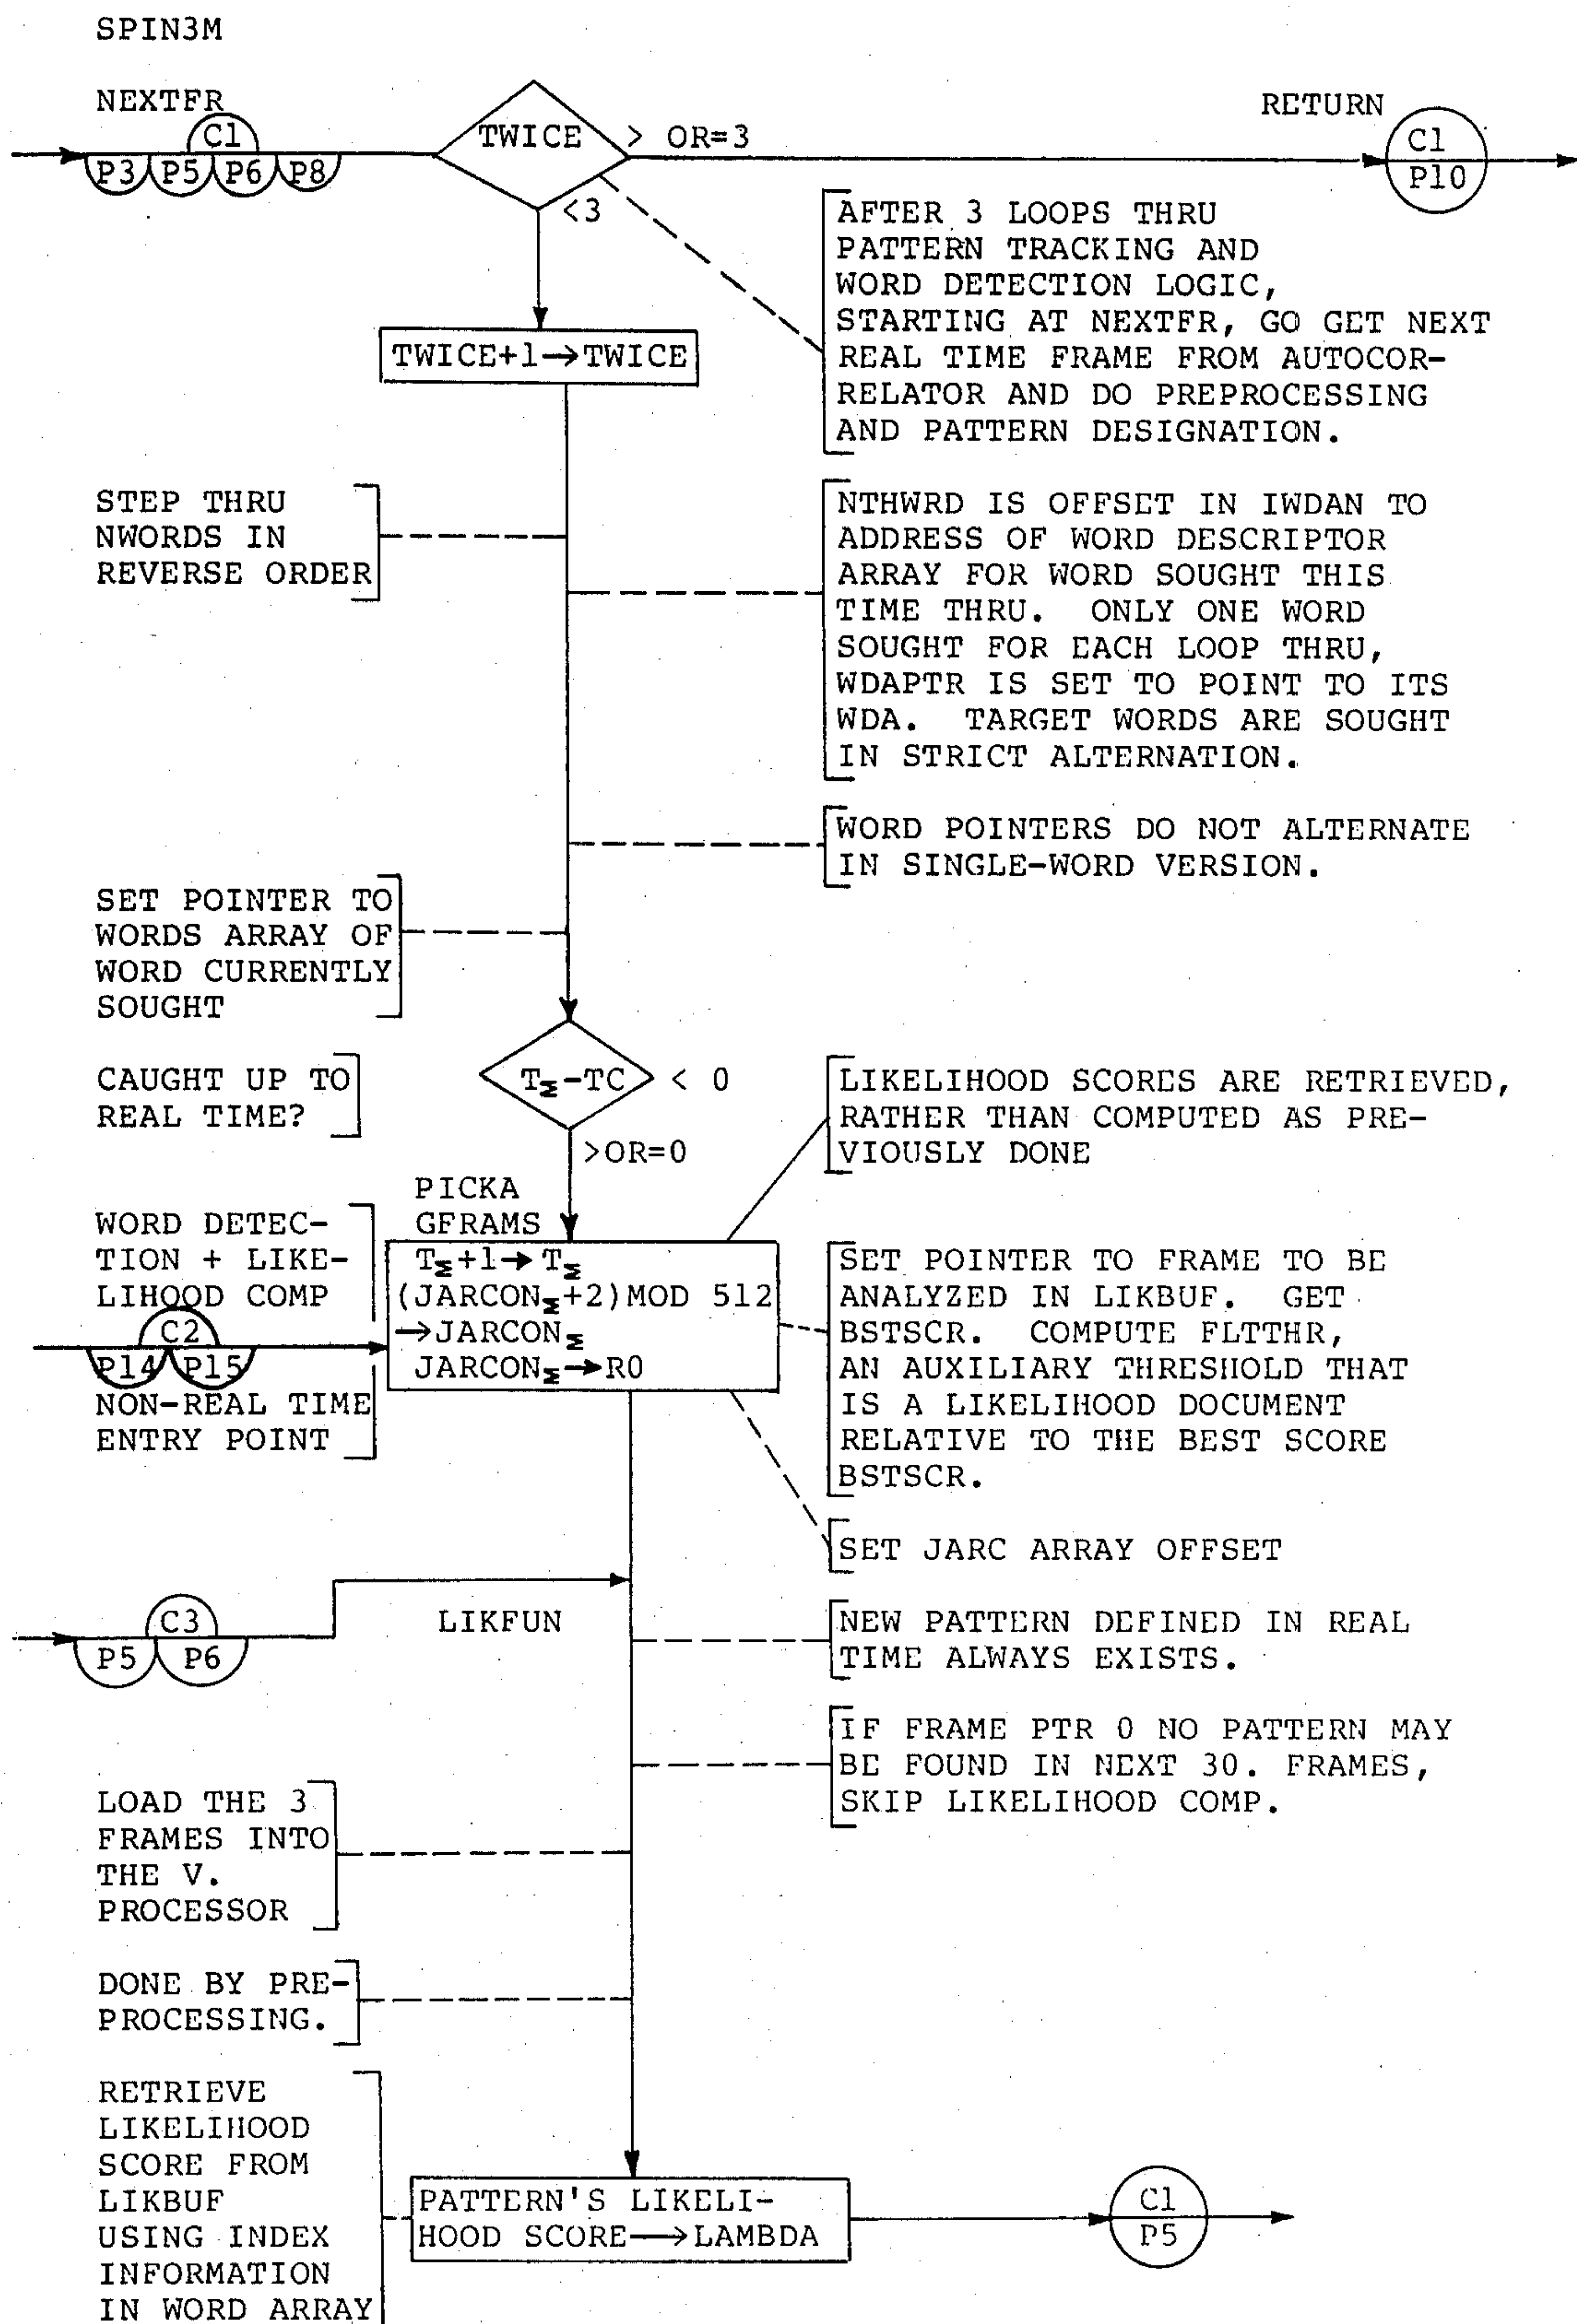 SPIN3M
NEXTFR
C1
P3 P5 P6 P8
TWICE
> OR=3
<3
RETURN
C1
P10
AFTER 3 LOOPS THRU
PATTERN TRACKING AND
WORD DETECTION LOGIC,
STARTING AT NEXTFR, GO GET NEXT
REAL TIME FRAME FROM AUTOCOR-
RELATOR AND DO PREPROCESSING
AND PATTERN DESIGNATION.
TWICE+1→TWICE
STEP THRU
NWORDS IN
REVERSE ORDER
NTHWRD IS OFFSET IN IWDAN TO
ADDRESS OF WORD DESCRIPTOR
ARRAY FOR WORD SOUGHT THIS
TIME THRU. ONLY ONE WORD
SOUGHT FOR EACH LOOP THRU,
WDAPTR IS SET TO POINT TO ITS
WDA. TARGET WORDS ARE SOUGHT
IN STRICT ALTERNATION.
WORD POINTERS DO NOT ALTERNATE
IN SINGLE-WORD VERSION.
SET POINTER TO
WORDS ARRAY OF
WORD CURRENTLY
SOUGHT
CAUGHT UP TO
REAL TIME?
TΣ-TC
< 0
>OR=0
LIKELIHOOD SCORES ARE RETRIEVED,
RATHER THAN COMPUTED AS PRE-
VIOUSLY DONE
PICKA
GFRAMS
WORD DETEC-
TION + LIKE-
LIHOOD COMP
C2
P14 P15
NON-REAL TIME
ENTRY POINT
TΣ+1→TΣ
(JARCONΣ+2)MOD 512
→JARCONΣ
JARCONΣ→R0
SET POINTER TO FRAME TO BE
ANALYZED IN LIKBUF. GET
BSTSCR. COMPUTE FLTTHR,
AN AUXILIARY THRESHOLD THAT
IS A LIKELIHOOD DOCUMENT
RELATIVE TO THE BEST SCORE
BSTSCR.
SET JARC ARRAY OFFSET
C3
P5 P6
LIKFUN
NEW PATTERN DEFINED IN REAL
TIME ALWAYS EXISTS.
IF FRAME PTR 0 NO PATTERN MAY
BE FOUND IN NEXT 30. FRAMES,
SKIP LIKELIHOOD COMP.
LOAD THE 3
FRAMES INTO
THE V.
PROCESSOR
DONE BY PRE-
PROCESSING.
RETRIEVE
LIKELIHOOD
SCORE FROM
LIKBUF
USING INDEX
INFORMATION
IN WORD ARRAY
PATTERN'S LIKELI-
HOOD SCORE→LAMBDA
C1
P5